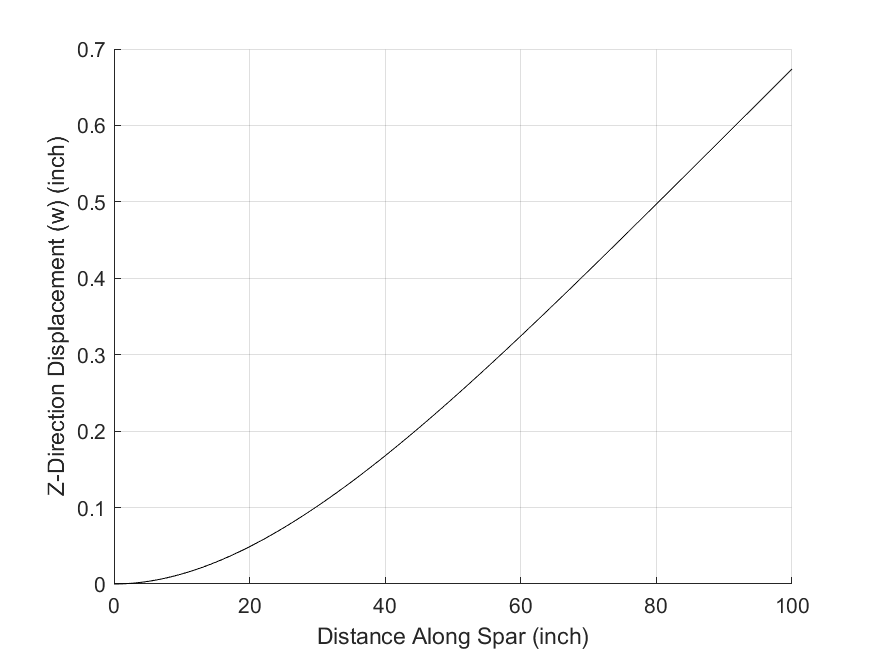 0.7
0.6
0.5
0.4
0.3
0.2
0.1
0
0 20 40 60 80 100
Z-Direction Displacement (w) (inch)
Distance Along Spar (inch)